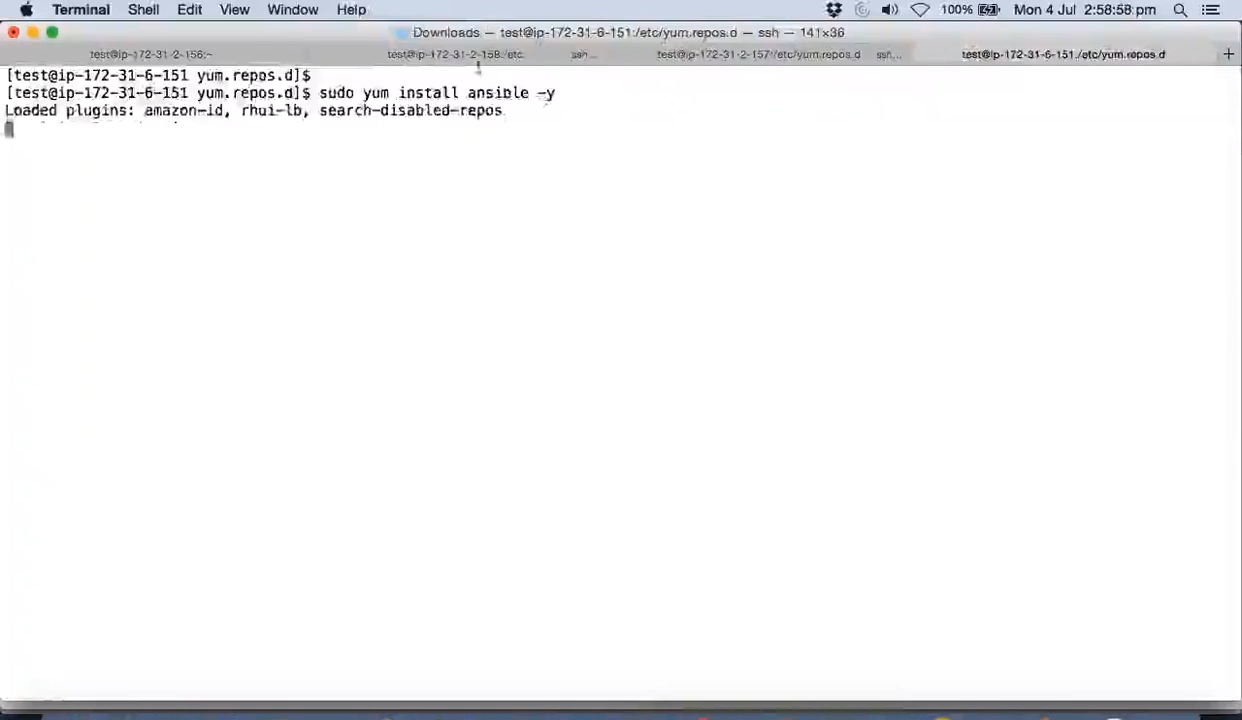 Terminal Shell Edit View Window Help 100% Mon 4 Jul 2:58:58 pm
Downloads — test@ip-172-31-6-151:/etc/yum.repos.d — ssh — 141×36
test@ip-172-31-2-156:~ test@ip-172-31-2-158:/etc ssh... test@ip-172-31-2-157:/etc/yum.repos.d ssh... test@ip-172-31-6-151:/etc/yum.repos.d +
[test@ip-172-31-6-151 yum.repos.d]$
[test@ip-172-31-6-151 yum.repos.d]$ sudo yum install ansible -y
Loaded plugins: amazon-id, rhui-lb, search-disabled-repos